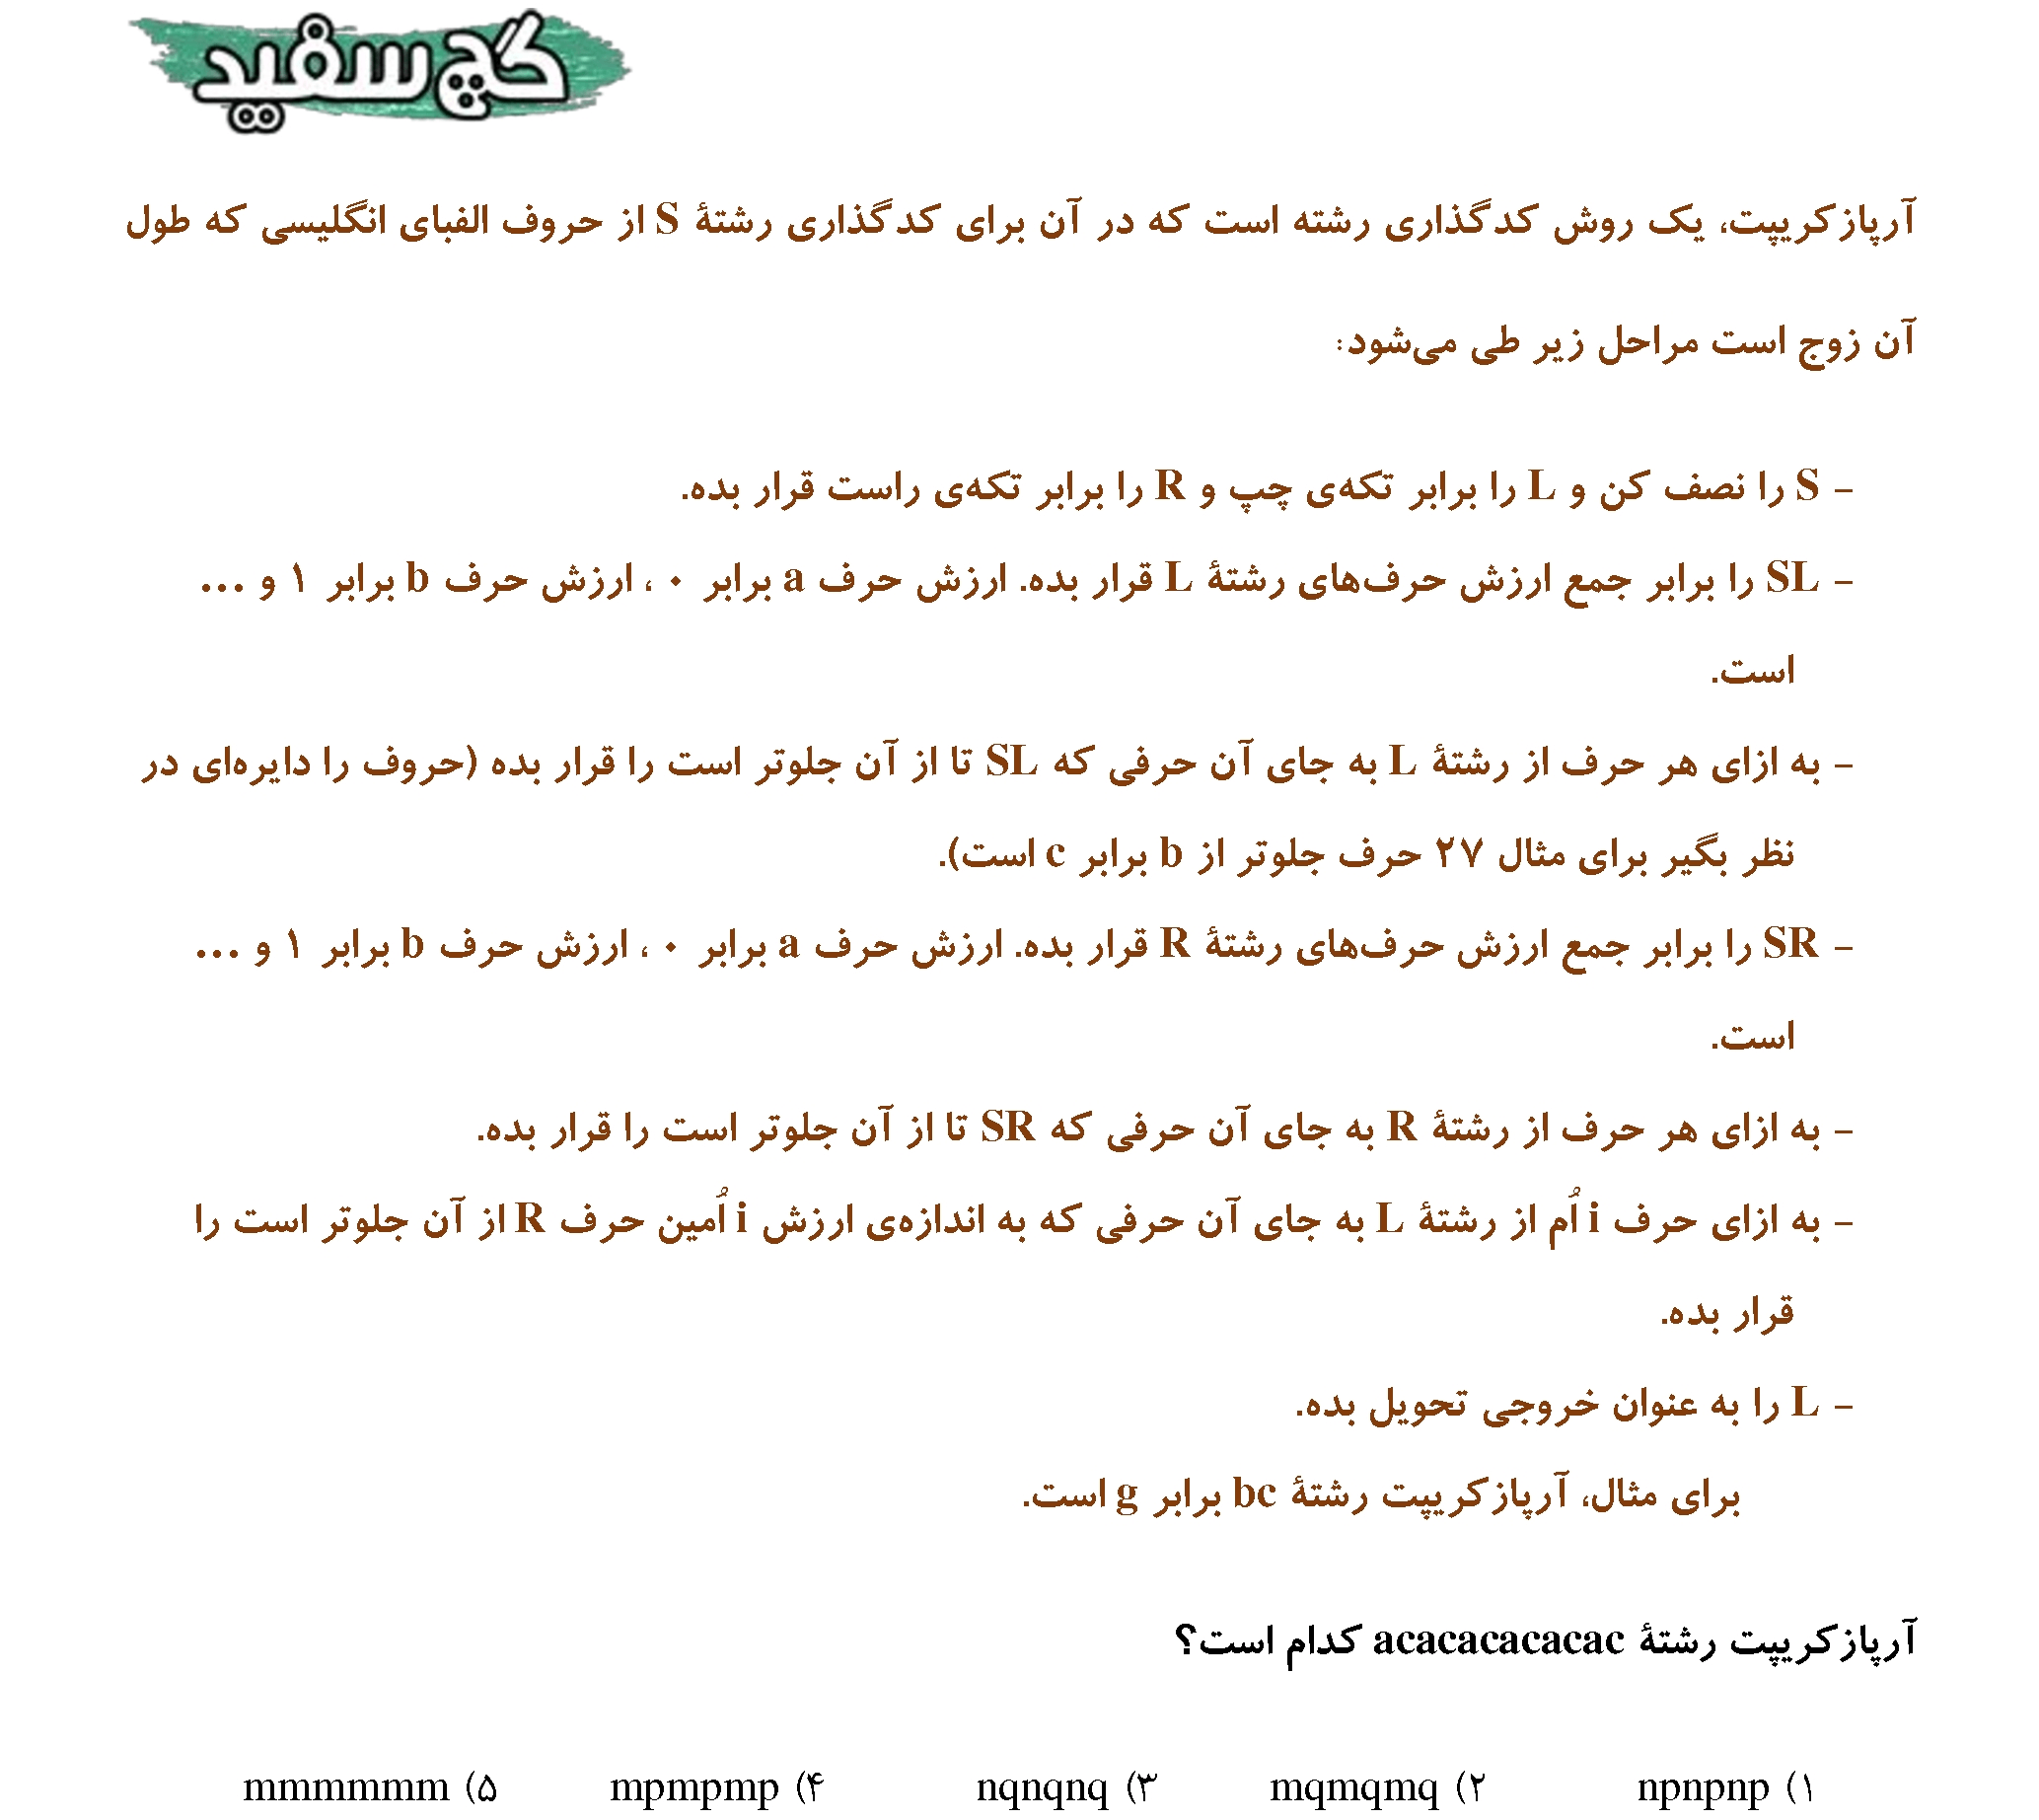 گچ سفید
آرپازکریپت، یک روش کدگذاری رشته است که در آن برای کدگذاری رشتهٔ S از حروف الفبای انگلیسی که طول
آن زوج است مراحل زیر طی می‌شود:
- S را نصف کن و L را برابر تکه‌ی چپ و R را برابر تکه‌ی راست قرار بده.
- SL را برابر جمع ارزش حرف‌های رشتهٔ L قرار بده. ارزش حرف a برابر ۰ ، ارزش حرف b برابر ۱ و ...
است.
- به ازای هر حرف از رشتهٔ L به جای آن حرفی که SL تا از آن جلوتر است را قرار بده (حروف را دایره‌ای در
نظر بگیر برای مثال ۲۷ حرف جلوتر از b برابر c است).
- SR را برابر جمع ارزش حرف‌های رشتهٔ R قرار بده. ارزش حرف a برابر ۰ ، ارزش حرف b برابر ۱ و ...
است.
- به ازای هر حرف از رشتهٔ R به جای آن حرفی که SR تا از آن جلوتر است را قرار بده.
- به ازای حرف i اُم از رشتهٔ L به جای آن حرفی که به اندازه‌ی ارزش i اُمین حرف R از آن جلوتر است را
قرار بده.
- L را به عنوان خروجی تحویل بده.
برای مثال، آرپازکریپت رشتهٔ bc برابر g است.
آرپازکریپت رشتهٔ acacacacacac کدام است؟
۱) npnpnp ۲) mqmqmq ۳) nqnqnq ۴) mpmpmp ۵) mmmmmm